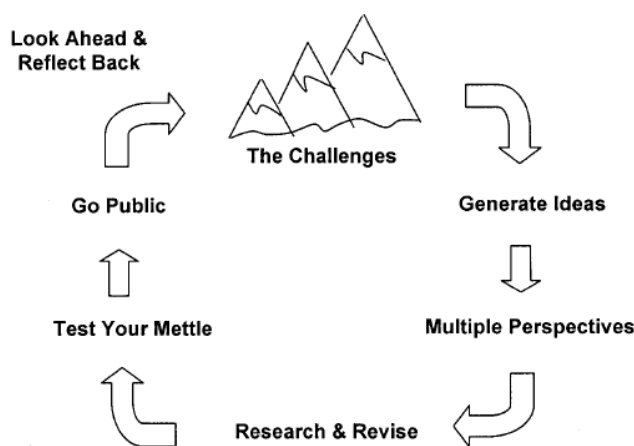 Look Ahead &
Reflect Back
The Challenges
Go Public
Generate Ideas
Test Your Mettle
Multiple Perspectives
Research & Revise